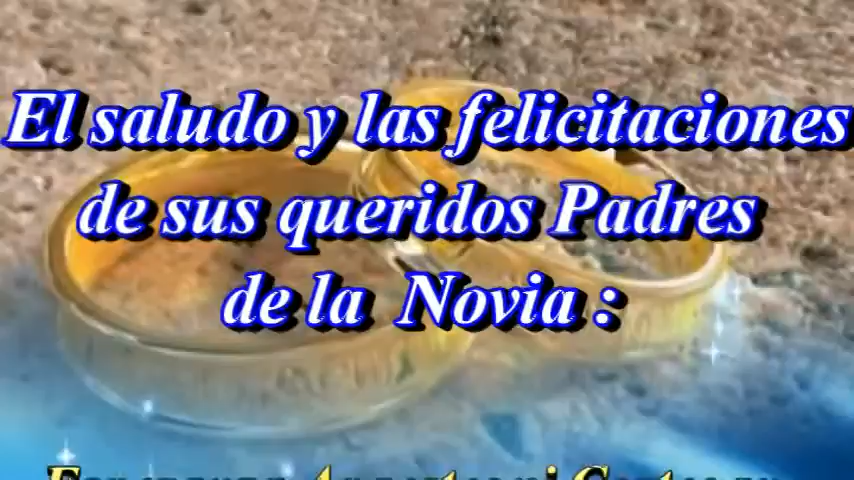 El saludo y las felicitaciones
de sus queridos Padres
de la Novia :